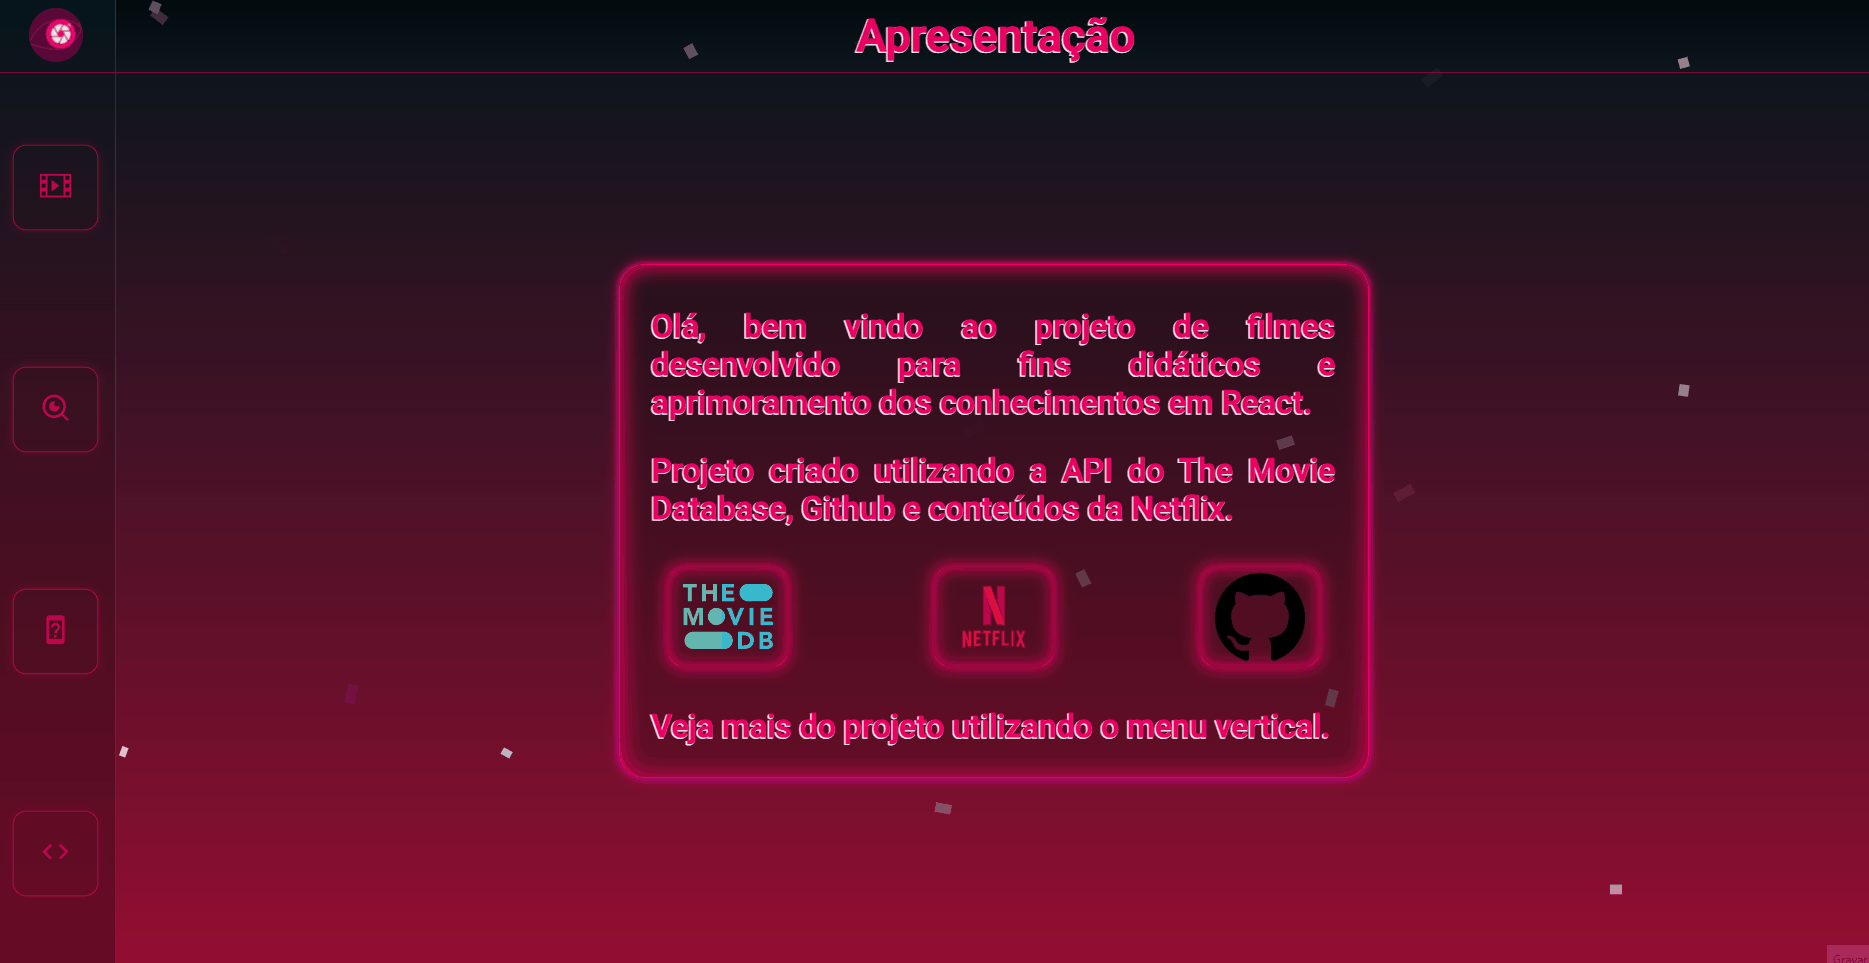 Apresentação
Olá, bem vindo ao projeto de filmes
desenvolvido para fins didáticos e
aprimoramento dos conhecimentos em React.
Projeto criado utilizando a API do The Movie
Database, Github e conteúdos da Netflix.
THE
MOVIE
DB
NETFLIX
Veja mais do projeto utilizando o menu vertical.